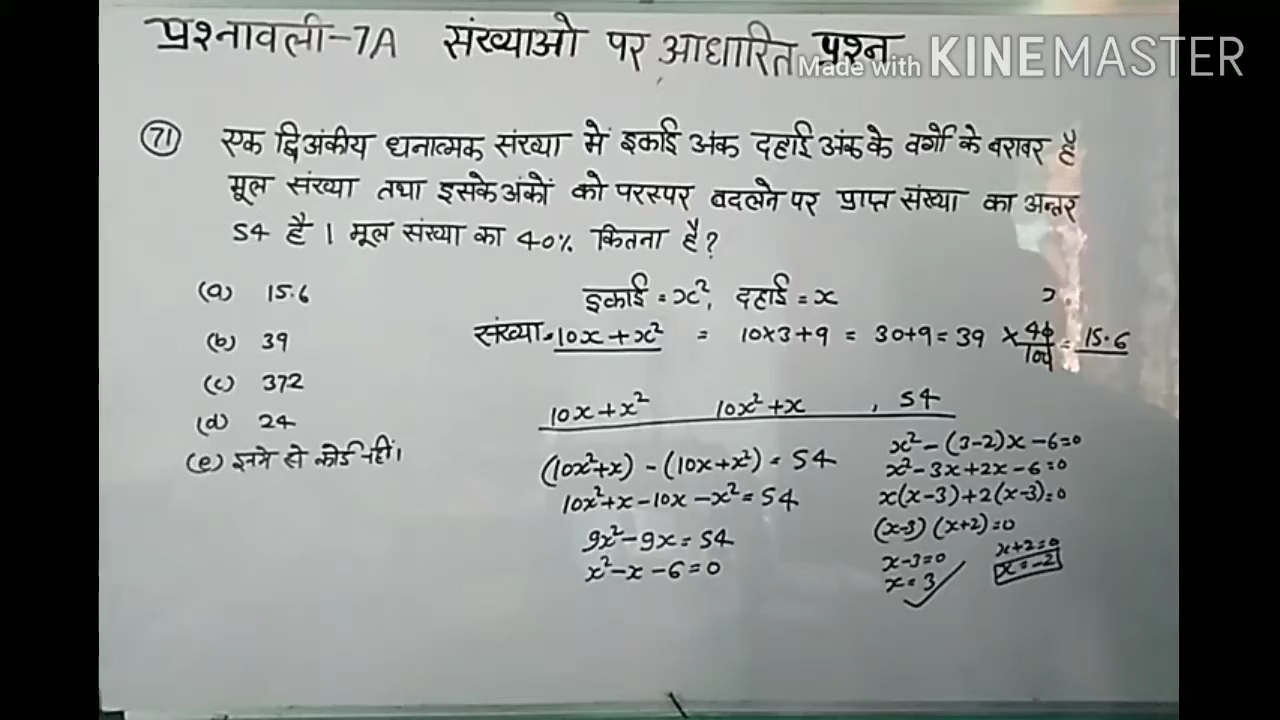 प्रश्नावली-7A संख्याओ पर आधारित प्रश्न
Made with KINEMASTER
(71) एक द्विअंकीय धनात्मक संख्या में इकाई अंक दहाई अंक के वर्गो के बराबर है
मूल संख्या तथा इसके अंकों को परस्पर बदलने पर प्राप्त संख्या का अन्तर
54 है । मूल संख्या का 40% कितना है ?
(a) 15.6
(b) 39
(c) 372
(d) 24
(e) इनमे से कोई नहीं।
इकाई = x², दहाई = x
संख्या = 10x + x² = 10×3+9 = 30+9 = 39 × 40/100 = 15.6
10x + x² 10x² + x , 54
(10x²+x) - (10x+x²) = 54
10x²+x-10x-x² = 54
9x²-9x = 54
x²-x-6=0
x²-(3-2)x-6=0
x²-3x+2x-6=0
x(x-3)+2(x-3)=0
(x-3)(x+2)=0
x-3=0 x+2=0
x=3 x=-2